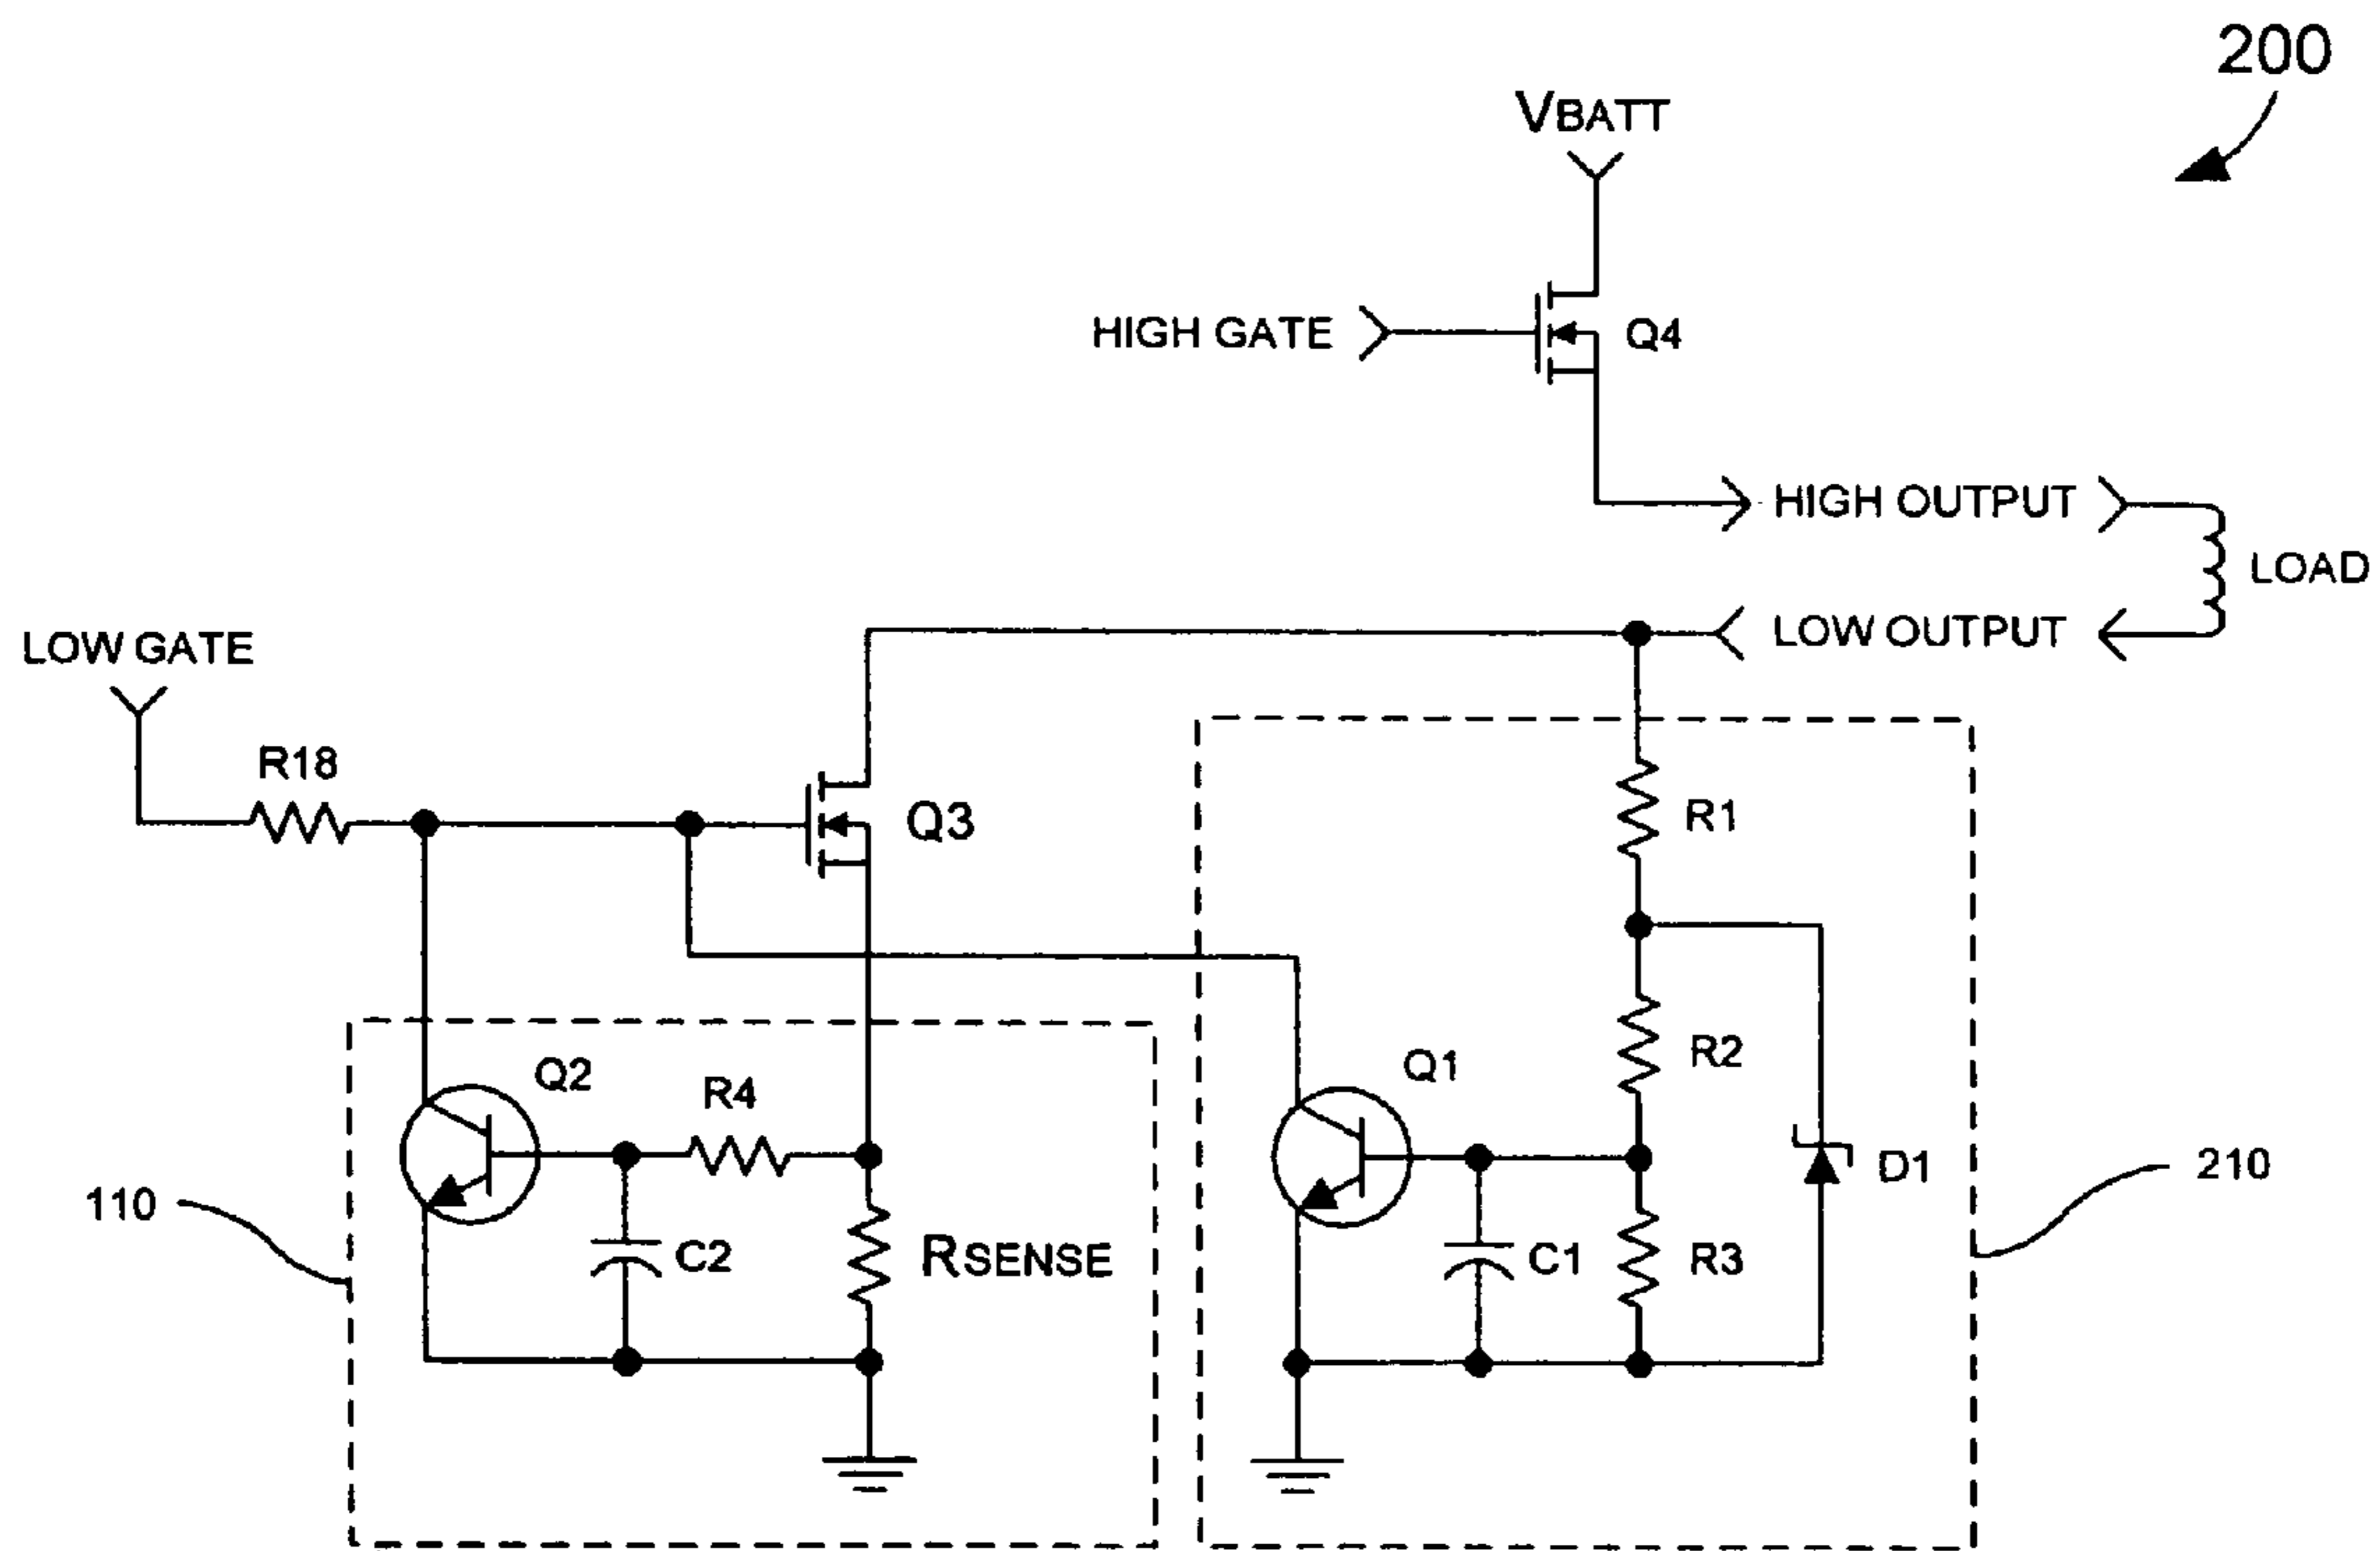 200
VBATT
HIGH GATE
Q4
HIGH OUTPUT
LOAD
LOW OUTPUT
LOW GATE
R18
Q3
R1
R2
Q2
R4
Q1
D1
110
210
C2
RSENSE
C1
R3